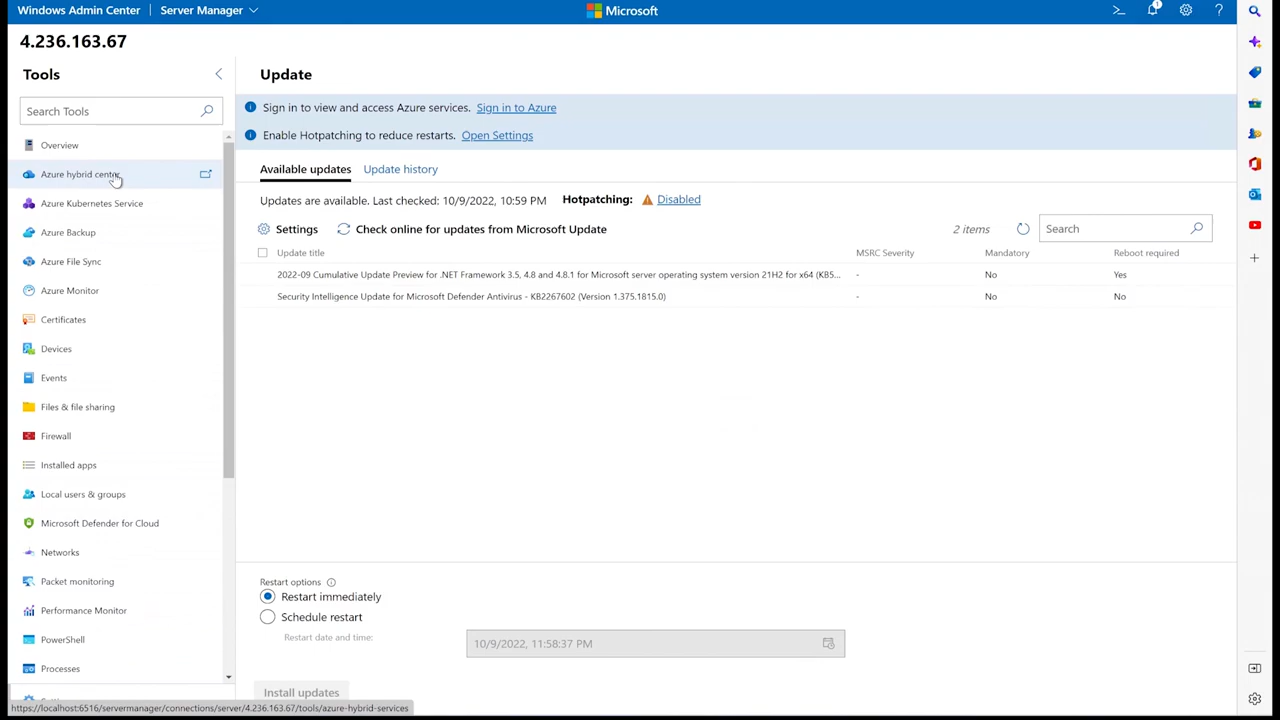 Windows Admin Center
Server Manager
Microsoft
1
4.236.163.67
Tools
Search Tools
Overview
Azure hybrid center
Azure Kubernetes Service
Azure Backup
Azure File Sync
Azure Monitor
Certificates
Devices
Events
Files & file sharing
Firewall
Installed apps
Local users & groups
Microsoft Defender for Cloud
Networks
Packet monitoring
Performance Monitor
PowerShell
Processes
Update
Sign in to view and access Azure services. Sign in to Azure
Enable Hotpatching to reduce restarts. Open Settings
Available updates Update history
Updates are available. Last checked: 10/9/2022, 10:59 PM Hotpatching: Disabled
Settings Check online for updates from Microsoft Update 2 items Search
Update title MSRC Severity Mandatory Reboot required
2022-09 Cumulative Update Preview for .NET Framework 3.5, 4.8 and 4.8.1 for Microsoft server operating system version 21H2 for x64 (KB5... - No Yes
Security Intelligence Update for Microsoft Defender Antivirus - KB2267602 (Version 1.375.1815.0) - No No
Restart options
Restart immediately
Schedule restart
Restart date and time: 10/9/2022, 11:58:37 PM
Install updates
https://localhost:6516/servermanager/connections/server/4.236.163.67/tools/azure-hybrid-services